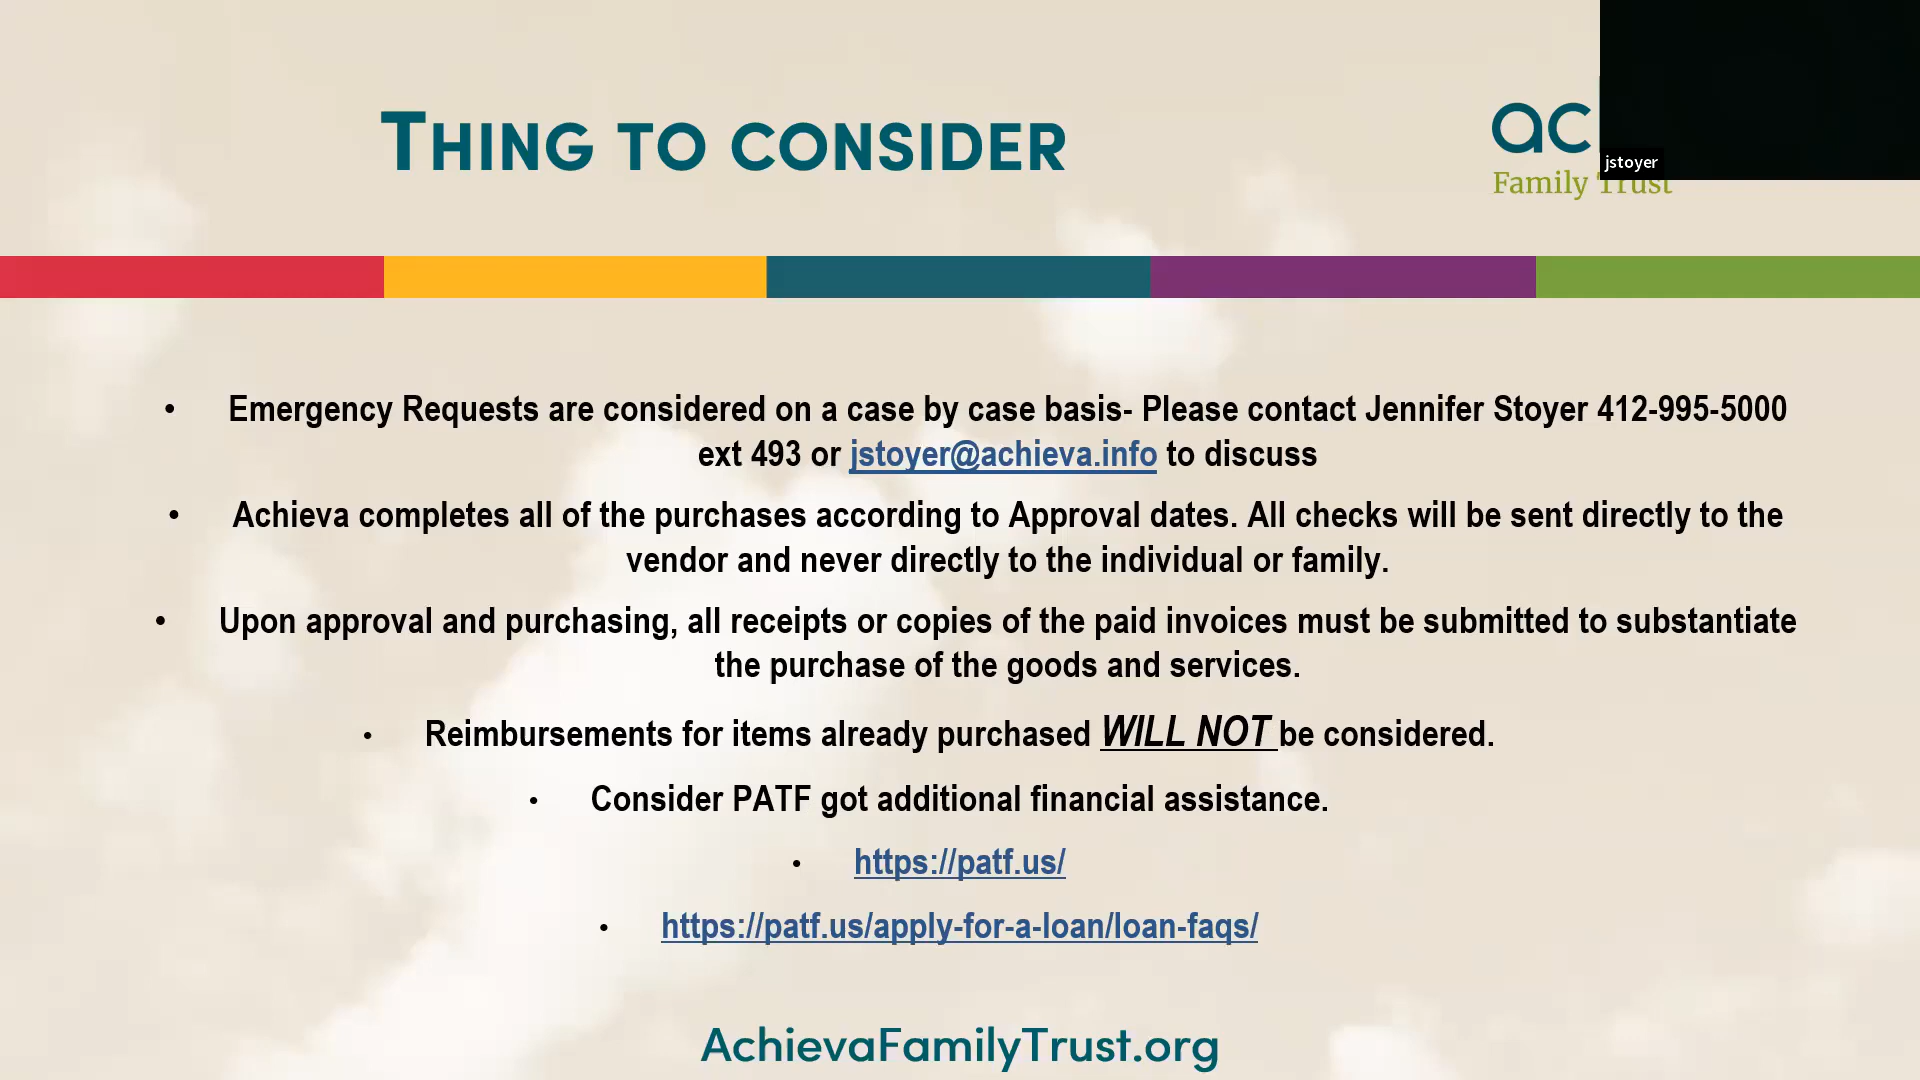 THING TO CONSIDER
ac
jstoyer
Family Trust
• Emergency Requests are considered on a case by case basis- Please contact Jennifer Stoyer 412-995-5000
ext 493 or jstoyer@achieva.info to discuss
• Achieva completes all of the purchases according to Approval dates. All checks will be sent directly to the
vendor and never directly to the individual or family.
• Upon approval and purchasing, all receipts or copies of the paid invoices must be submitted to substantiate
the purchase of the goods and services.
• Reimbursements for items already purchased WILL NOT be considered.
• Consider PATF got additional financial assistance.
• https://patf.us/
• https://patf.us/apply-for-a-loan/loan-faqs/
AchievaFamilyTrust.org